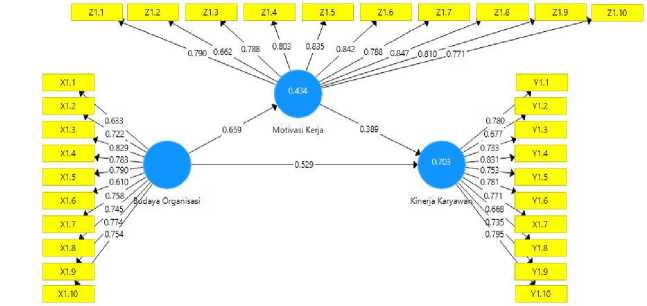 Z1.1 Z1.2 Z1.3 Z1.4 Z1.5 Z1.6 Z1.7 Z1.8 Z1.9 Z1.10
0.790 0.662 0.788 0.803 0.835 0.842 0.788 0.847 0.810 0.771
0.434
Motivasi Kerja
0.659
0.389
0.529
X1.1
X1.2
X1.3
X1.4
X1.5
X1.6
X1.7
X1.8
X1.9
X1.10
0.633
0.722
0.829
0.783
0.790
0.610
0.758
0.745
0.774
0.754
Budaya Organisasi
0.703
Kinerja Karyawan
0.780
0.677
0.733
0.831
0.753
0.781
0.771
0.668
0.735
0.795
Y1.1
Y1.2
Y1.3
Y1.4
Y1.5
Y1.6
Y1.7
Y1.8
Y1.9
Y1.10